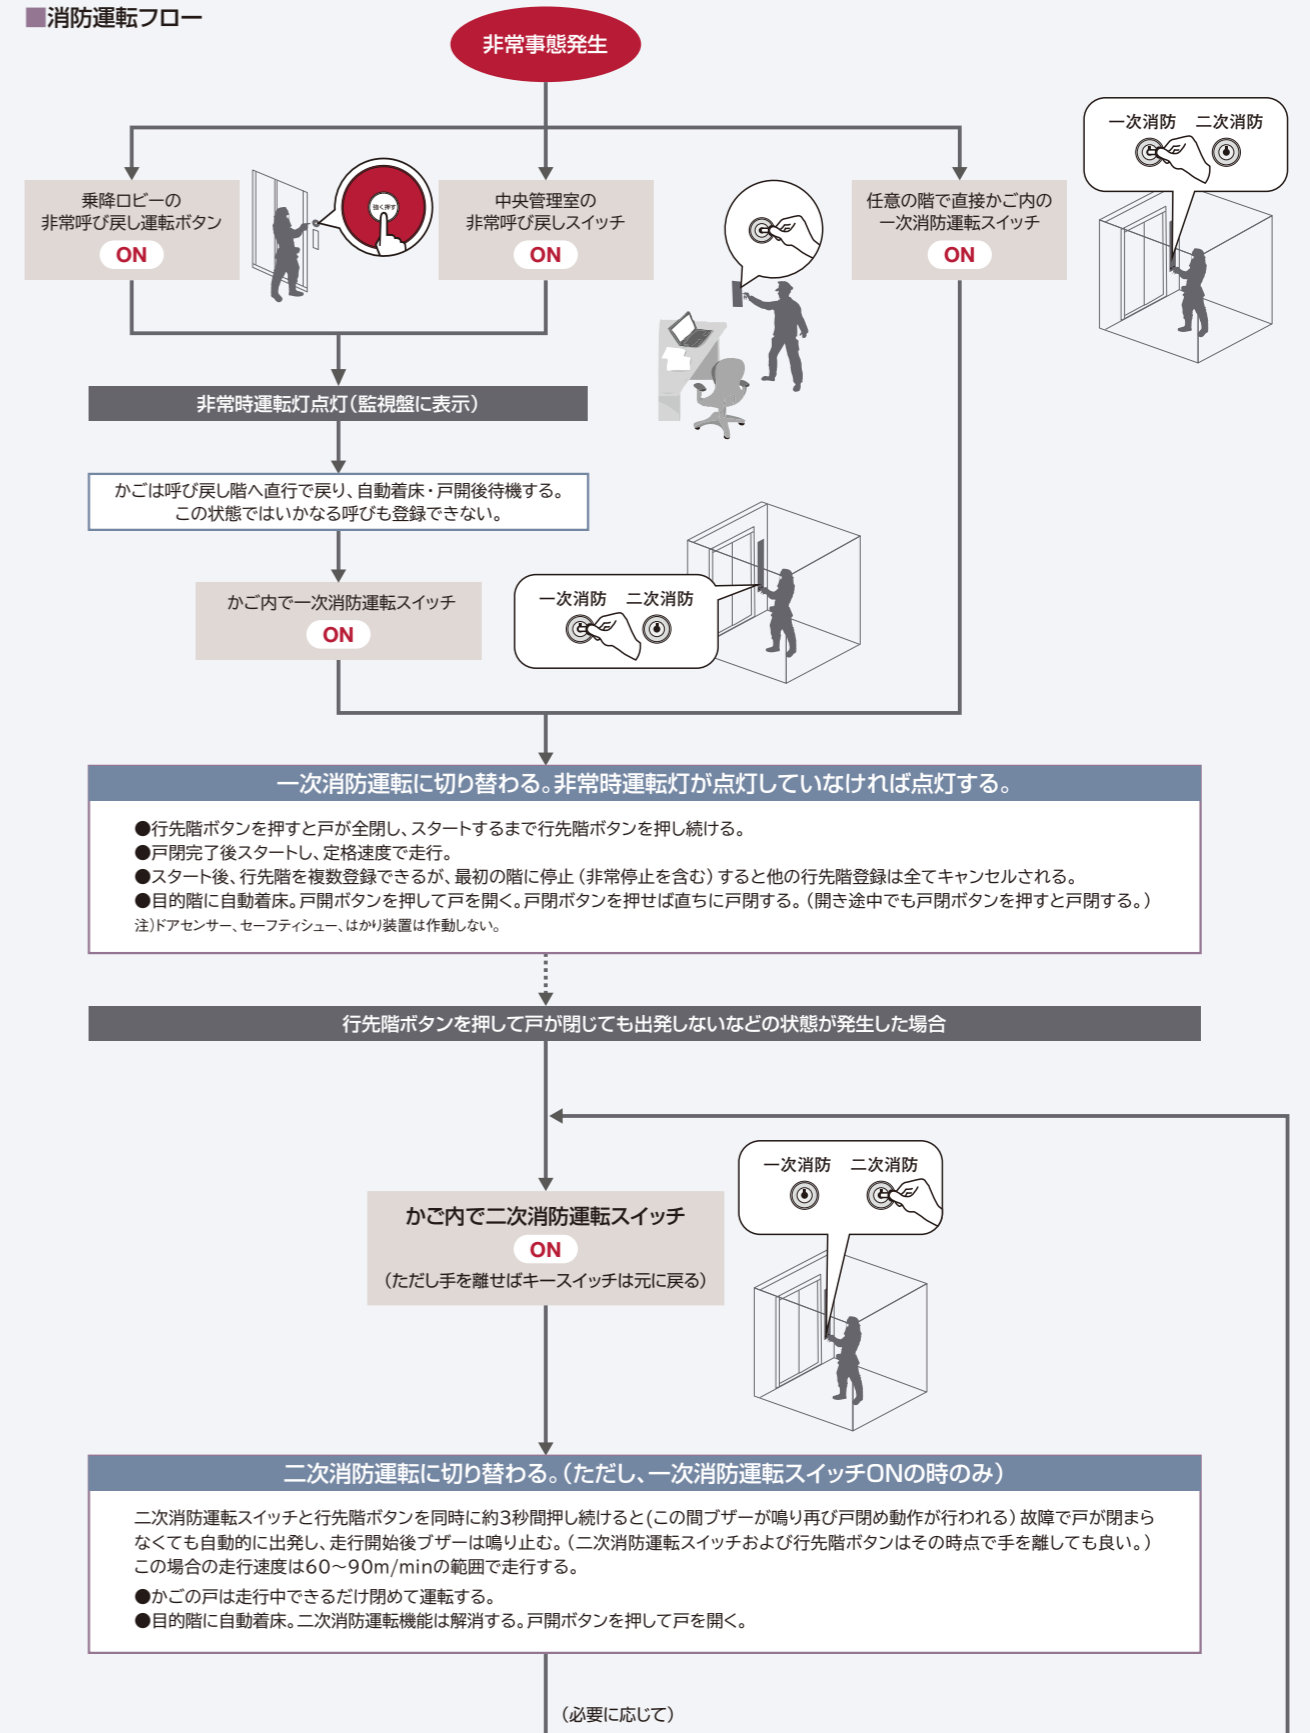 ■消防運転フロー
非常事態発生
一次消防 二次消防
乗降ロビーの
非常呼び戻し運転ボタン
ON
強く押す
中央管理室の
非常呼び戻しスイッチ
ON
任意の階で直接かご内の
一次消防運転スイッチ
ON
非常時運転灯点灯(監視盤に表示)
かごは呼び戻し階へ直行で戻り、自動着床・戸開後待機する。
この状態ではいかなる呼びも登録できない。
かご内で一次消防運転スイッチ
ON
一次消防 二次消防
一次消防運転に切り替わる。非常時運転灯が点灯していなければ点灯する。
●行先階ボタンを押すと戸が全閉し、スタートするまで行先階ボタンを押し続ける。
●戸閉完了後スタートし、定格速度で走行。
●スタート後、行先階を複数登録できるが、最初の階に停止(非常停止を含む)すると他の行先階登録は全てキャンセルされる。
●目的階に自動着床。戸開ボタンを押して戸を開く。戸閉ボタンを押せば直ちに戸閉する。(開き途中でも戸閉ボタンを押すと戸閉する。)
注)ドアセンサー、セーフティシュー、はかり装置は作動しない。
行先階ボタンを押して戸が閉じても出発しないなどの状態が発生した場合
一次消防 二次消防
かご内で二次消防運転スイッチ
ON
(ただし手を離せばキースイッチは元に戻る)
二次消防運転に切り替わる。(ただし、一次消防運転スイッチONの時のみ)
二次消防運転スイッチと行先階ボタンを同時に約3秒間押し続けると(この間ブザーが鳴り再び戸閉め動作が行われる)故障で戸が閉まら
なくても自動的に出発し、走行開始後ブザーは鳴り止む。(二次消防運転スイッチおよび行先階ボタンはその時点で手を離しても良い。)
この場合の走行速度は60〜90m/minの範囲で走行する。
●かごの戸は走行中できるだけ閉めて運転する。
●目的階に自動着床。二次消防運転機能は解消する。戸開ボタンを押して戸を開く。
(必要に応じて)